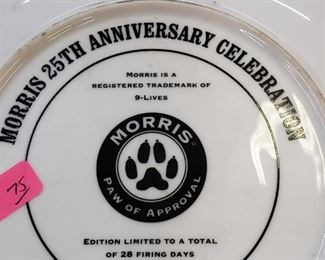 MORRIS 25TH ANNIVERSARY CELEBRATION
MORRIS IS A
REGISTERED TRADEMARK OF
9-LIVES
MORRIS
PAW OF APPROVAL
EDITION LIMITED TO A TOTAL
OF 28 FIRING DAYS
75